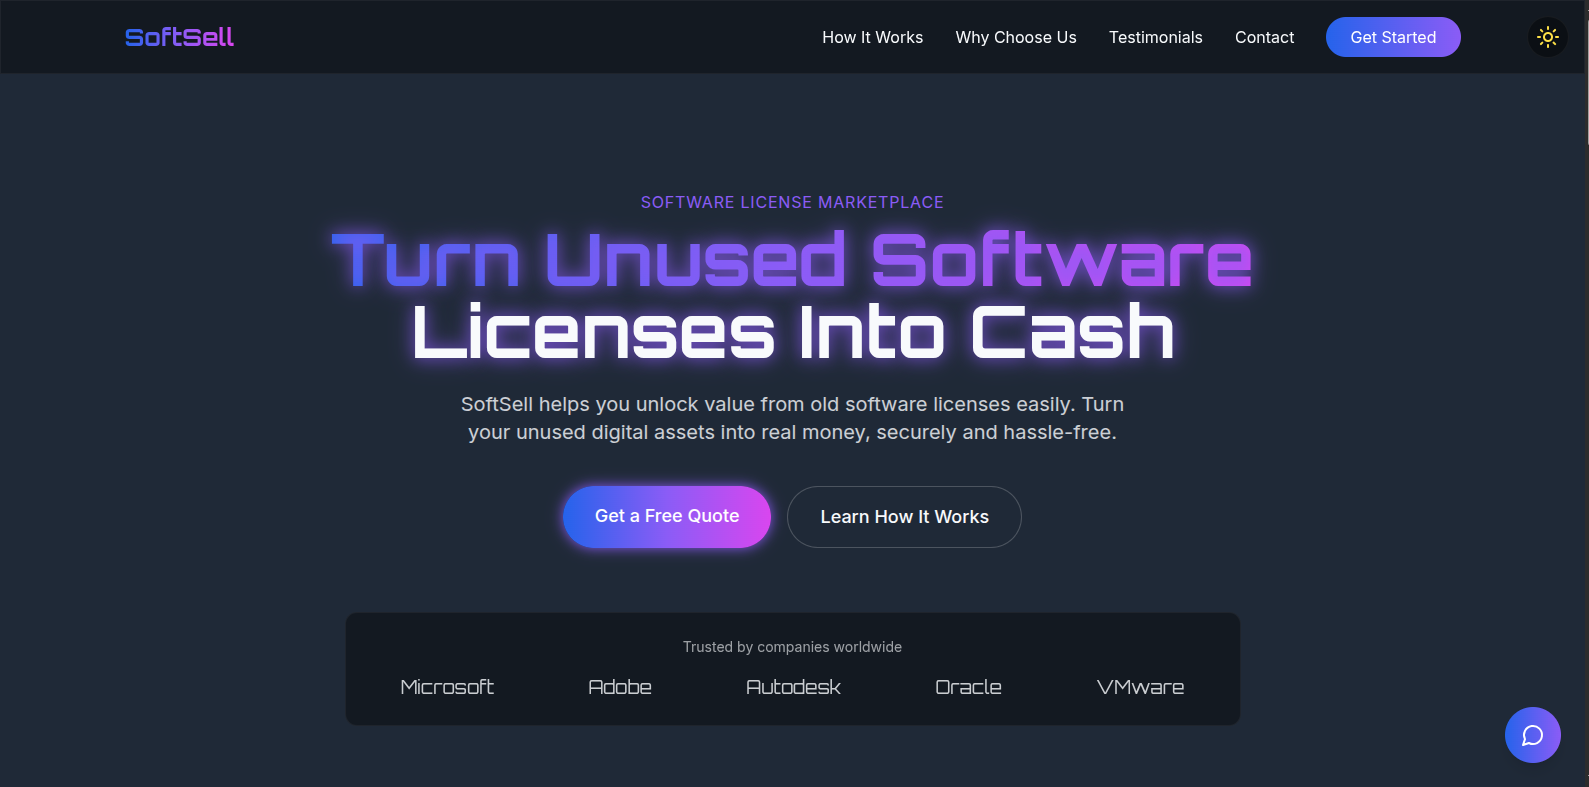 SoftSell
How It Works
Why Choose Us
Testimonials
Contact
Get Started
SOFTWARE LICENSE MARKETPLACE
Turn Unused Software
Licenses Into Cash
SoftSell helps you unlock value from old software licenses easily. Turn
your unused digital assets into real money, securely and hassle-free.
Get a Free Quote
Learn How It Works
Trusted by companies worldwide
Microsoft
Adobe
Autodesk
Oracle
VMware